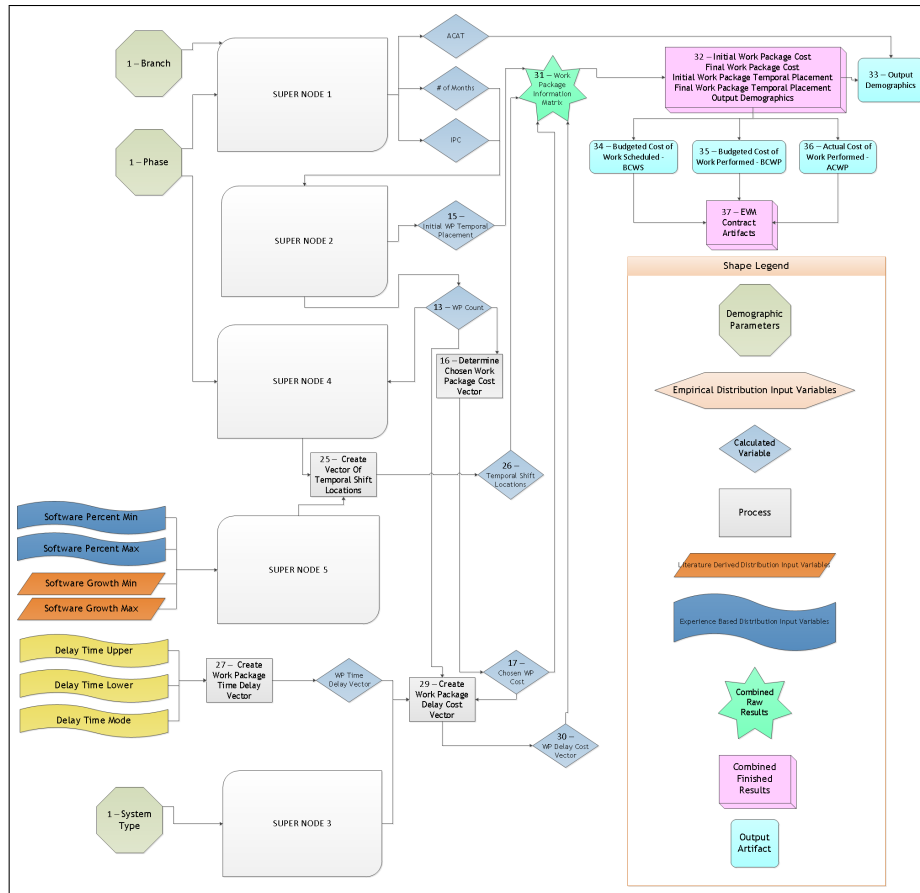 1 – Branch
SUPER NODE 1
ACAT
# of Months
IPC
1 – Phase
31 – Work
Package
Information
Matrix
32 – Initial Work Package Cost
Final Work Package Cost
Initial Work Package Temporal Placement
Final Work Package Temporal Placement
Output Demographics
33 – Output
Demographics
34 – Budgeted Cost of
Work Scheduled -
BCWS
35 – Budgeted Cost of
Work Performed - BCWP
36 – Actual Cost of
Work Performed -
ACWP
37 – EVM
Contract
Artifacts
SUPER NODE 2
15 –
Initial WP Temporal
Placement
13 – WP Count
SUPER NODE 4
16 – Determine
Chosen Work
Package Cost
Vector
25 – Create
Vector Of
Temporal Shift
Locations
26 –
Temporal Shift
Locations
Software Percent Min
Software Percent Max
Software Growth Min
Software Growth Max
SUPER NODE 5
Delay Time Upper
Delay Time Lower
Delay Time Mode
27 – Create
Work Package
Time Delay
Vector
WP Time
Delay Vector
29 – Create
Work Package
Delay Cost
Vector
17 –
Chosen WP
Cost
30 –
WP Delay Cost
Vector
1 – System
Type
SUPER NODE 3
Shape Legend
Demographic
Parameters
Empirical Distribution Input Variables
Calculated
Variable
Process
Literature Derived Distribution Input Variables
Experience Based Distribution Input Variables
Combined
Raw
Results
Combined
Finished
Results
Output
Artifact